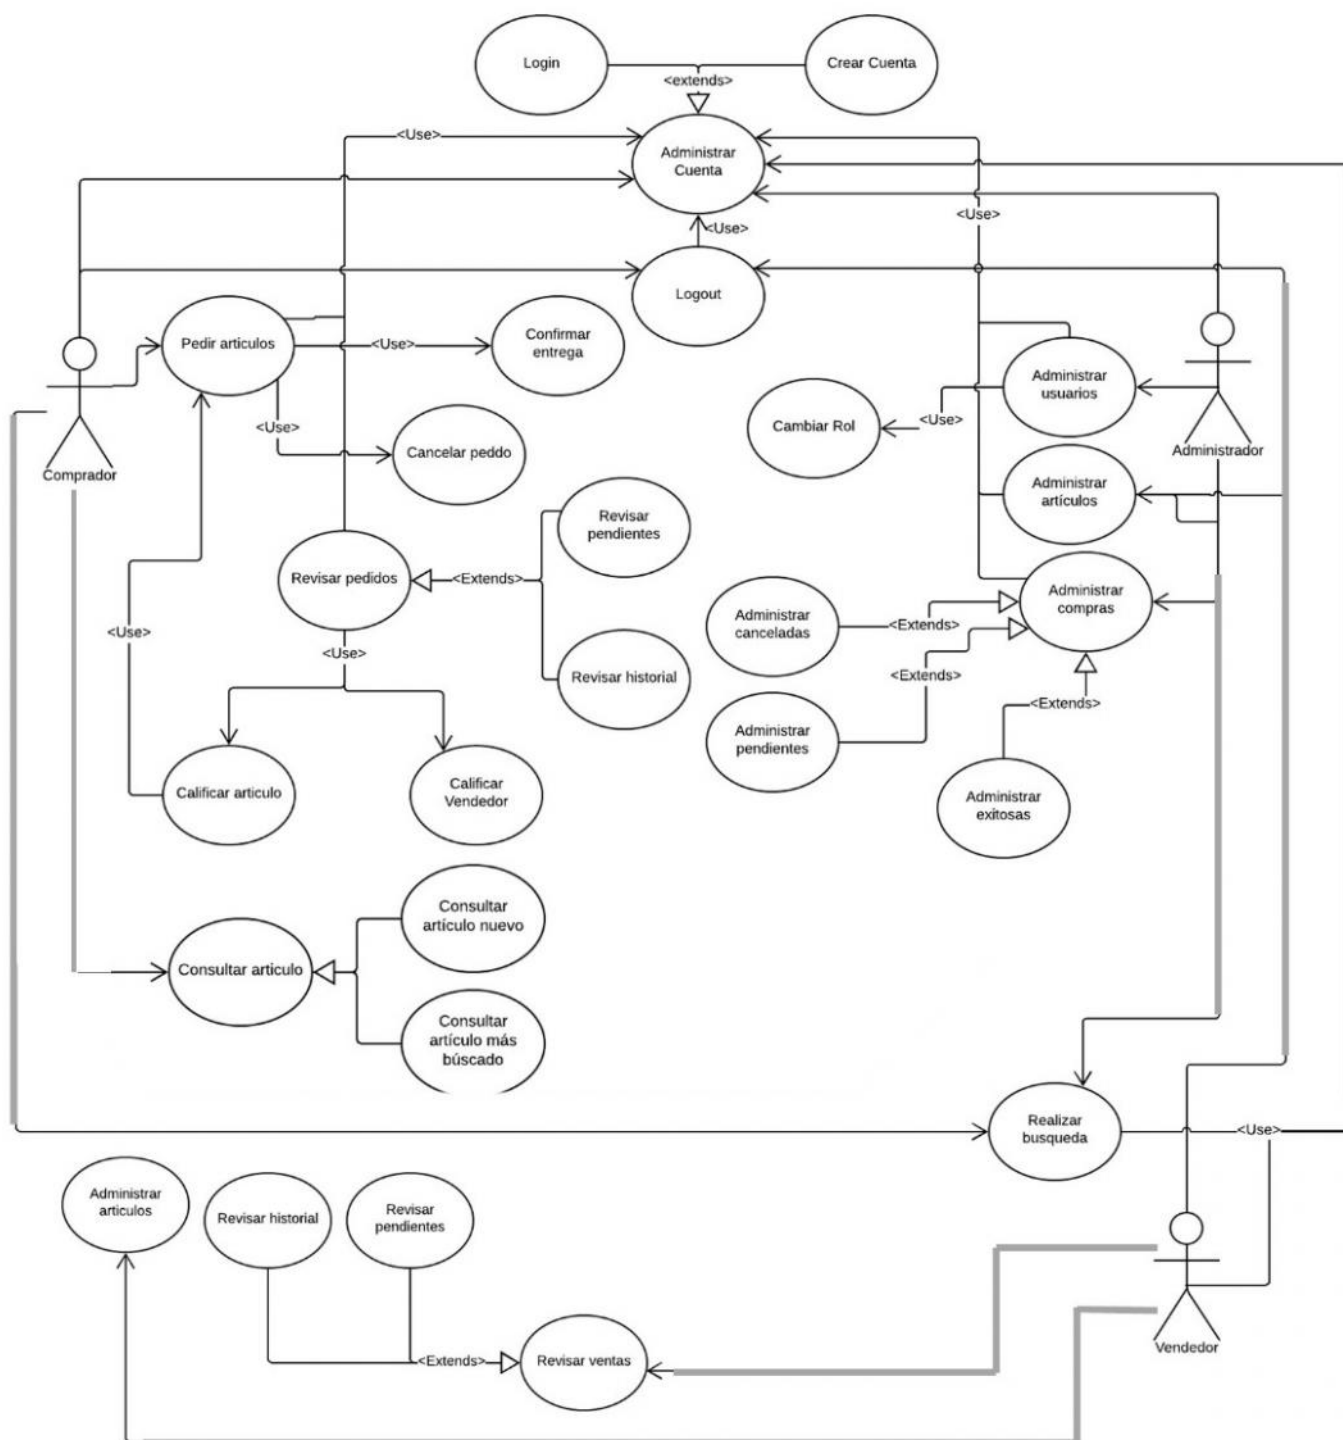 Login
Crear Cuenta
<extends>
<Use>
Administrar
Cuenta
<Use>
<Use>
Logout
Pedir articulos
<Use>
Confirmar
entrega
Administrar
usuarios
<Use>
Cambiar Rol
<Use>
Cancelar peddo
Comprador
Administrador
Administrar
artículos
Revisar
pendientes
Revisar pedidos
<Extends>
Administrar
compras
Administrar
canceladas
<Extends>
<Use>
<Use>
Revisar historial
<Extends>
<Extends>
Administrar
pendientes
Calificar articulo
Calificar
Vendedor
Administrar
exitosas
Consultar
artículo nuevo
Consultar articulo
Consultar
artículo más
búscado
Realizar
busqueda
<Use>
Administrar
articulos
Revisar historial
Revisar
pendientes
<Extends>
Revisar ventas
Vendedor